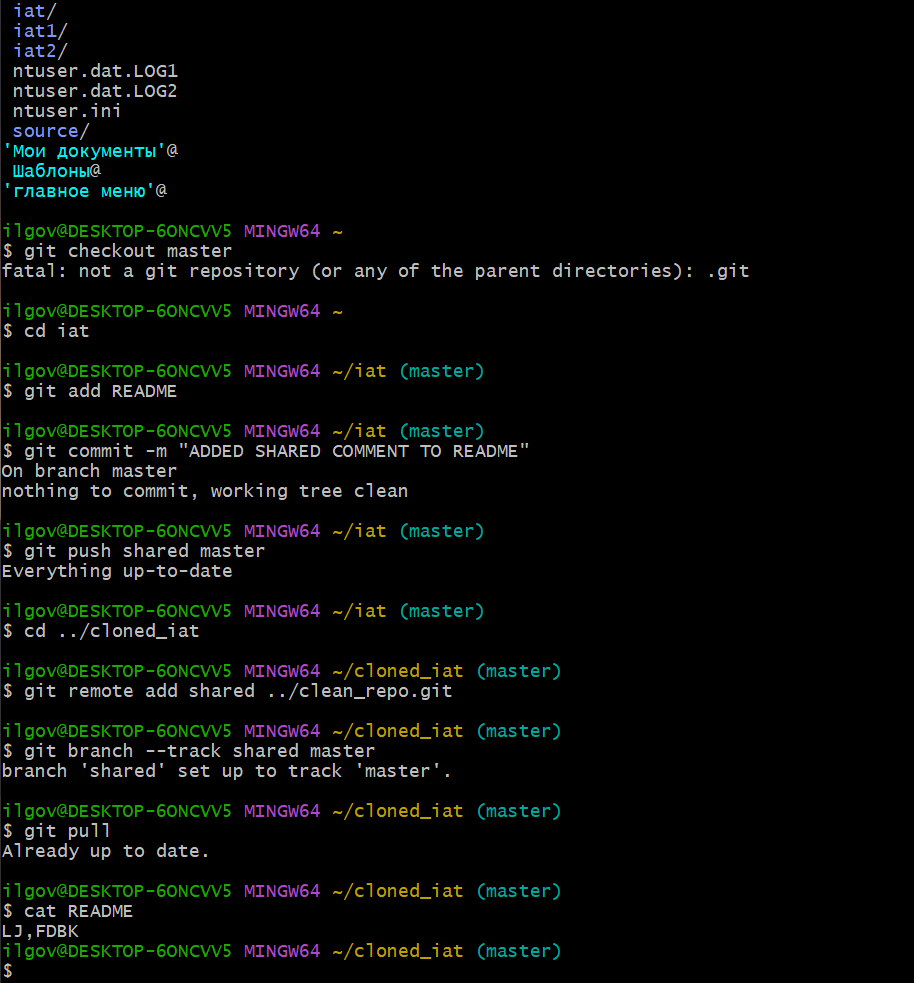 iat/
iat1/
iat2/
ntuser.dat.LOG1
ntuser.dat.LOG2
ntuser.ini
source/
'Мои документы'@
Шаблоны@
'главное меню'@
ilgov@DESKTOP-6ONCVV5 MINGW64 ~
$ git checkout master
fatal: not a git repository (or any of the parent directories): .git
ilgov@DESKTOP-6ONCVV5 MINGW64 ~
$ cd iat
ilgov@DESKTOP-6ONCVV5 MINGW64 ~/iat (master)
$ git add README
ilgov@DESKTOP-6ONCVV5 MINGW64 ~/iat (master)
$ git commit -m "ADDED SHARED COMMENT TO README"
On branch master
nothing to commit, working tree clean
ilgov@DESKTOP-6ONCVV5 MINGW64 ~/iat (master)
$ git push shared master
Everything up-to-date
ilgov@DESKTOP-6ONCVV5 MINGW64 ~/iat (master)
$ cd ../cloned_iat
ilgov@DESKTOP-6ONCVV5 MINGW64 ~/cloned_iat (master)
$ git remote add shared ../clean_repo.git
ilgov@DESKTOP-6ONCVV5 MINGW64 ~/cloned_iat (master)
$ git branch --track shared master
branch 'shared' set up to track 'master'.
ilgov@DESKTOP-6ONCVV5 MINGW64 ~/cloned_iat (master)
$ git pull
Already up to date.
ilgov@DESKTOP-6ONCVV5 MINGW64 ~/cloned_iat (master)
$ cat README
LJ,FDBK
ilgov@DESKTOP-6ONCVV5 MINGW64 ~/cloned_iat (master)
$